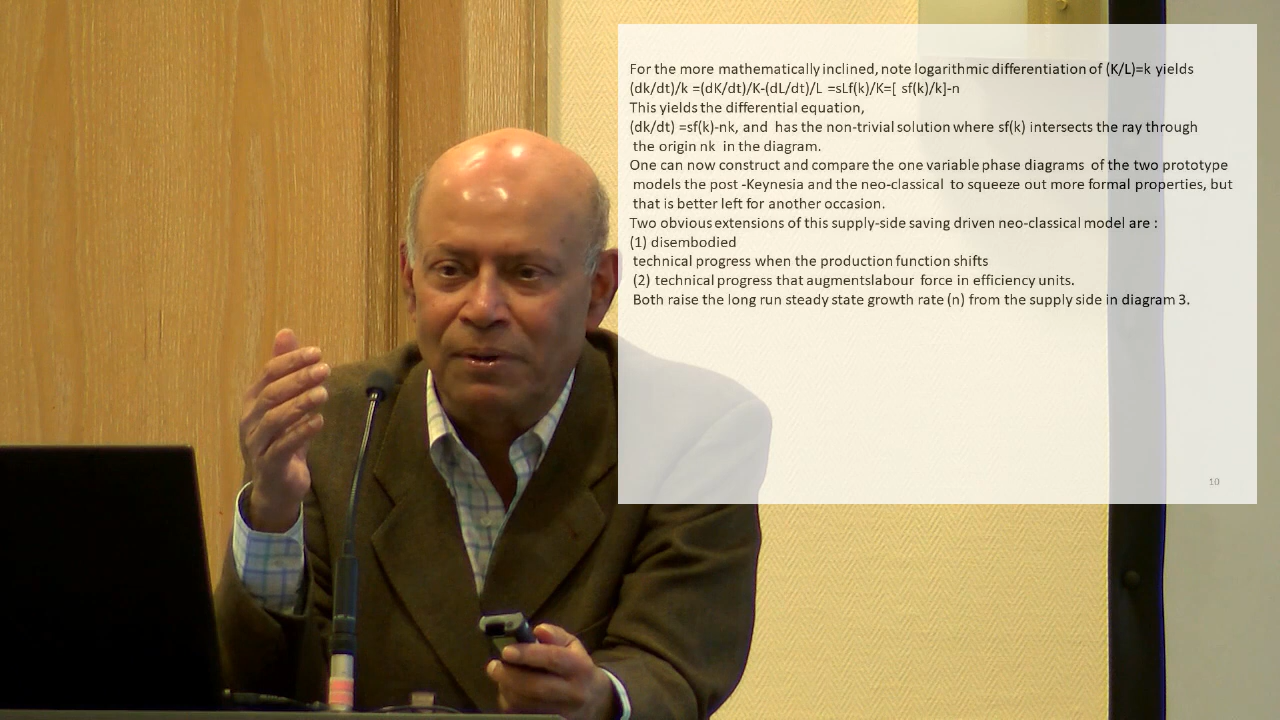 For the more mathematically inclined, note logarithmic differentiation of (K/L)=k yields
(dk/dt)/k =(dK/dt)/K-(dL/dt)/L =sLf(k)/K=[ sf(k)/k]-n
This yields the differential equation,
(dk/dt) =sf(k)-nk, and has the non-trivial solution where sf(k) intersects the ray through
the origin nk in the diagram.
One can now construct and compare the one variable phase diagrams of the two prototype
models the post -Keynesia and the neo-classical to squeeze out more formal properties, but
that is better left for another occasion.
Two obvious extensions of this supply-side saving driven neo-classical model are :
(1) disembodied
technical progress when the production function shifts
(2) technical progress that augmentslabour force in efficiency units.
Both raise the long run steady state growth rate (n) from the supply side in diagram 3.
10